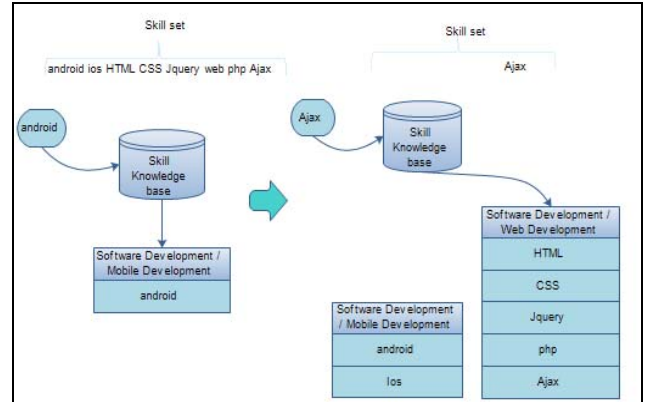 Skill set
android ios HTML CSS Jquery web php Ajax
android
Skill
Knowledge
base
Software Development /
Mobile Development
android
Skill set
Ajax
Ajax
Skill
Knowledge
base
Software Development /
Web Development
HTML
CSS
Jquery
php
Ajax
Software Development
/ Mobile Development
android
Ios